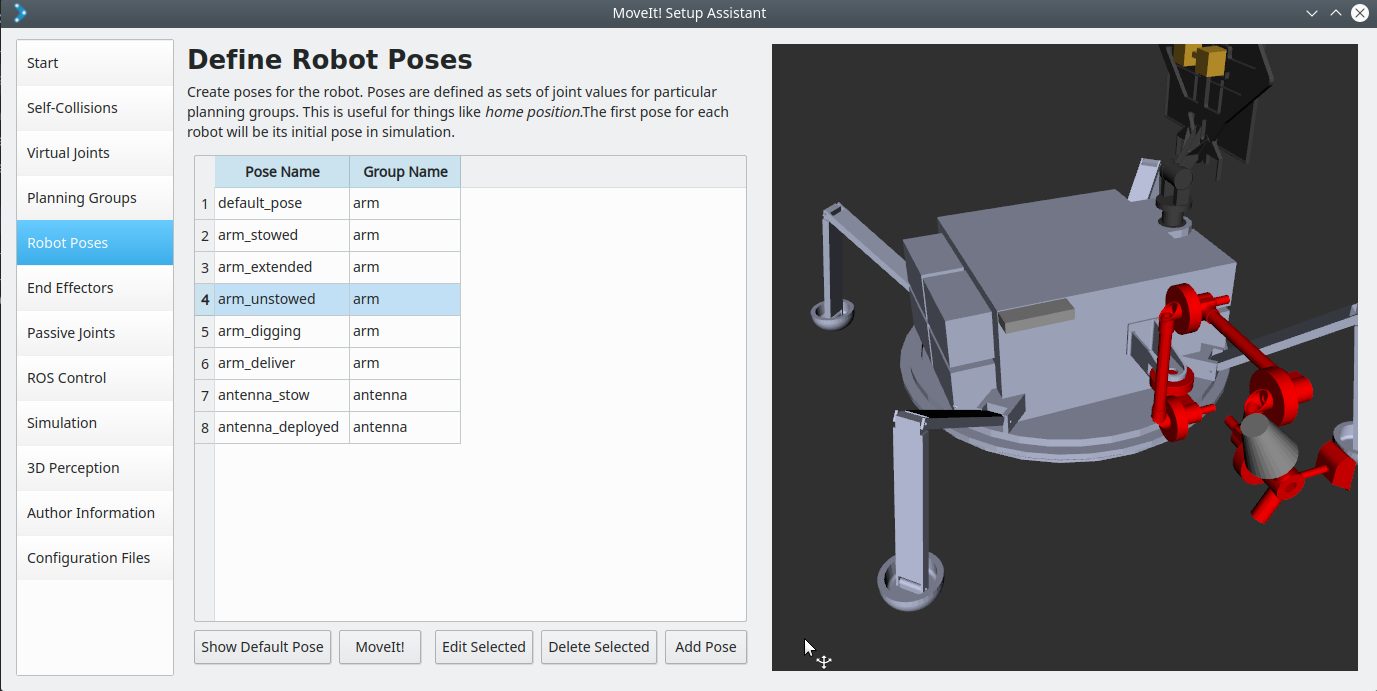 MoveIt! Setup Assistant
Start
Self-Collisions
Virtual Joints
Planning Groups
Robot Poses
End Effectors
Passive Joints
ROS Control
Simulation
3D Perception
Author Information
Configuration Files
Define Robot Poses
Create poses for the robot. Poses are defined as sets of joint values for particular
planning groups. This is useful for things like home position.The first pose for each
robot will be its initial pose in simulation.
Pose Name Group Name
1 default_pose arm
2 arm_stowed arm
3 arm_extended arm
4 arm_unstowed arm
5 arm_digging arm
6 arm_deliver arm
7 antenna_stow antenna
8 antenna_deployed antenna
Show Default Pose MoveIt! Edit Selected Delete Selected Add Pose